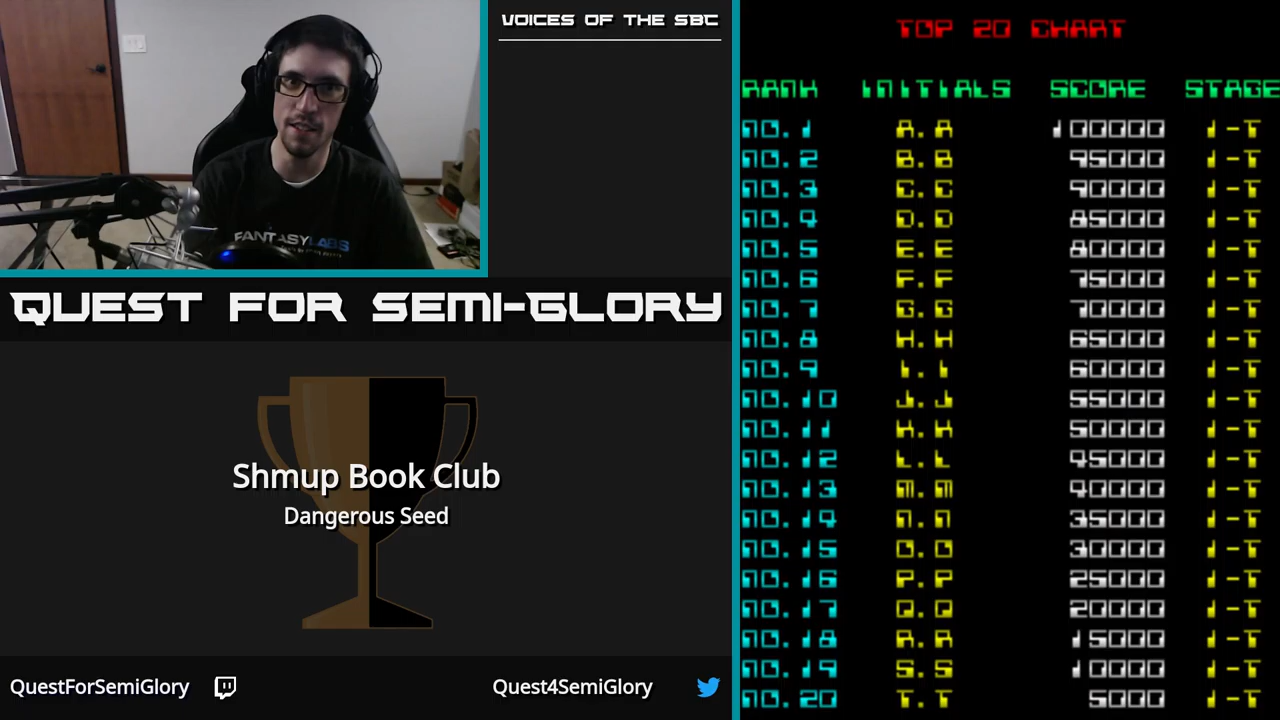 FANTASYLABS
VOICES OF THE SBC
QUEST FOR SEMI-GLORY
Shmup Book Club
Dangerous Seed
QuestForSemiGlory
Quest4SemiGlory
TOP 20 CHART
RANK INITIALS SCORE STAGE
NO. 1 A.A 100000 1-T
NO. 2 B.B 95000 1-T
NO. 3 C.C 90000 1-T
NO. 4 D.D 85000 1-T
NO. 5 E.E 80000 1-T
NO. 6 F.F 75000 1-T
NO. 7 G.G 70000 1-T
NO. 8 H.H 65000 1-T
NO. 9 I.I 60000 1-T
NO. 10 J.J 55000 1-T
NO. 11 K.K 50000 1-T
NO. 12 L.L 45000 1-T
NO. 13 M.M 40000 1-T
NO. 14 N.N 35000 1-T
NO. 15 O.O 30000 1-T
NO. 16 P.P 25000 1-T
NO. 17 Q.Q 20000 1-T
NO. 18 R.R 15000 1-T
NO. 19 S.S 10000 1-T
NO. 20 T.T 5000 1-T